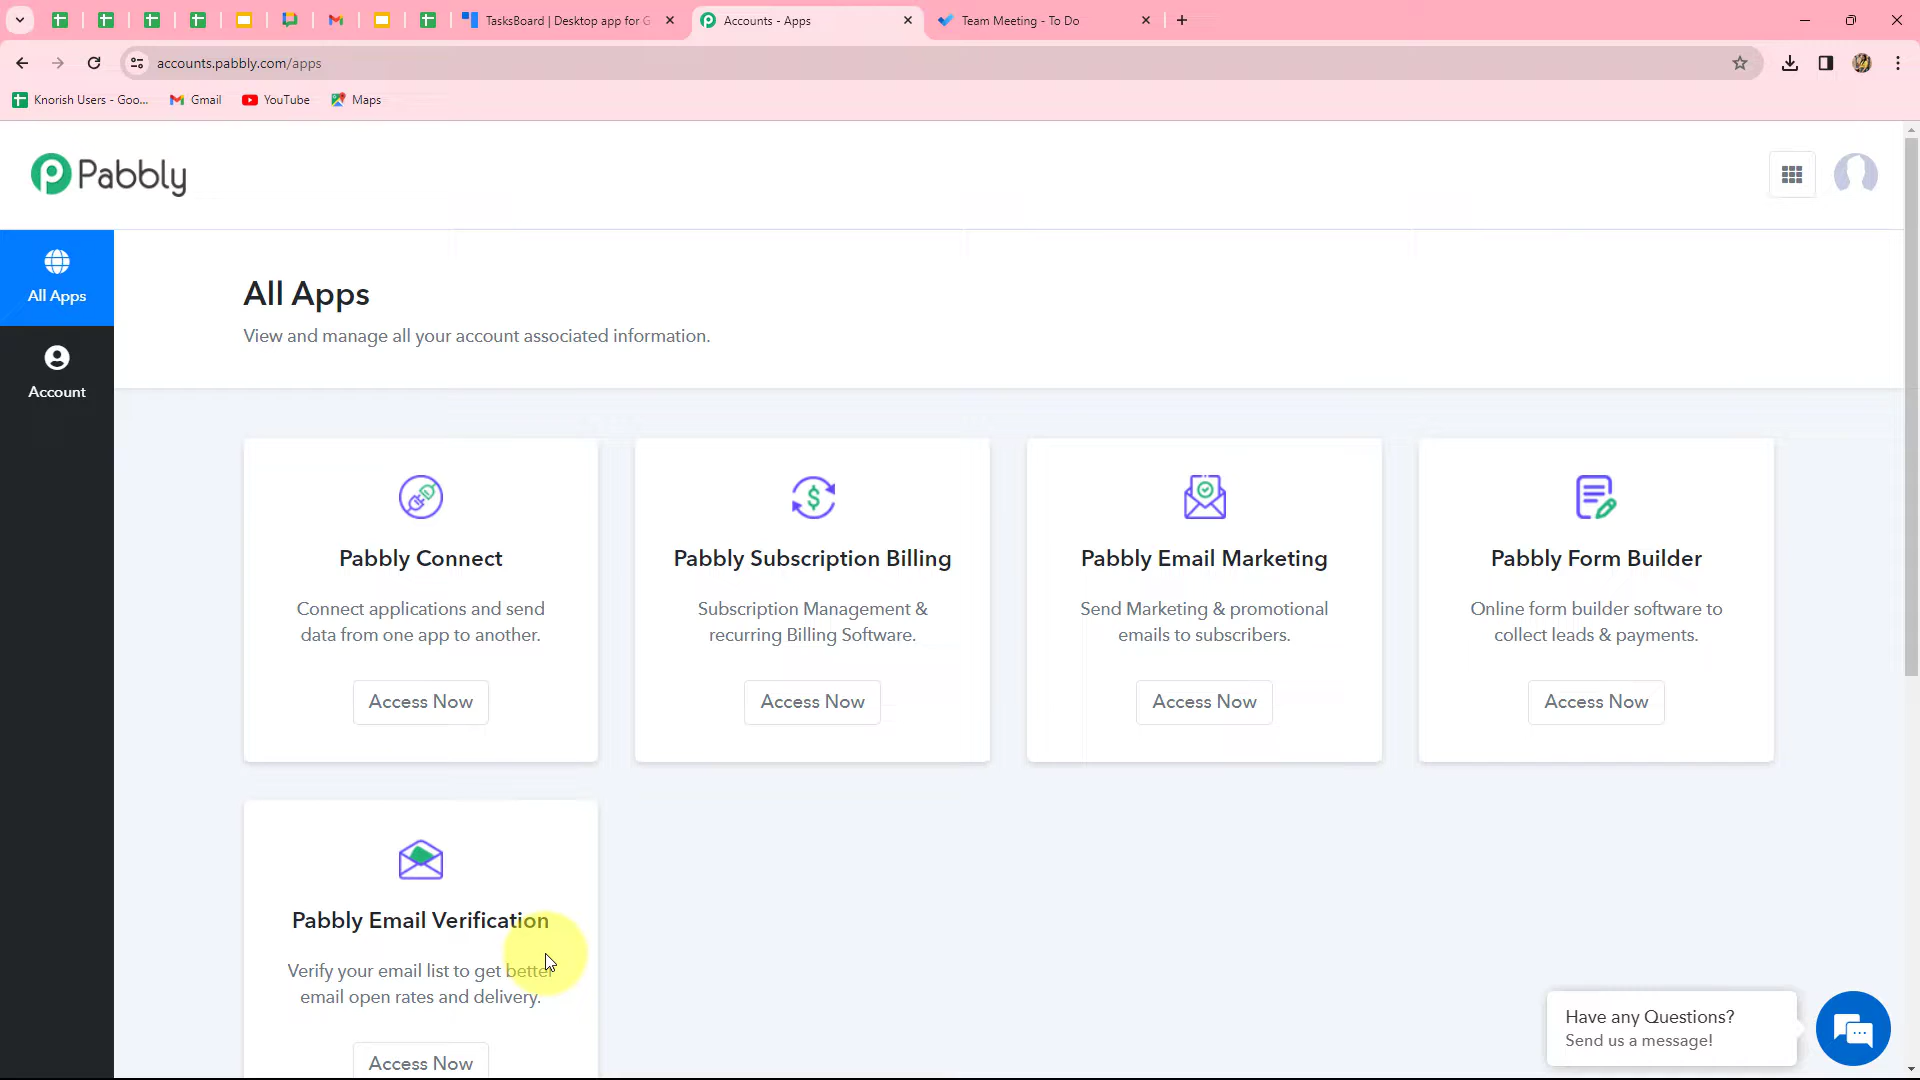 TasksBoard | Desktop app for G
Accounts - Apps
Team Meeting - To Do
accounts.pabbly.com/apps
Knorish Users - Goo...
Gmail
YouTube
Maps
Pabbly
All Apps
Account
All Apps
View and manage all your account associated information.
Pabbly Connect
Connect applications and send
data from one app to another.
Access Now
Pabbly Subscription Billing
Subscription Management &
recurring Billing Software.
Access Now
Pabbly Email Marketing
Send Marketing & promotional
emails to subscribers.
Access Now
Pabbly Form Builder
Online form builder software to
collect leads & payments.
Access Now
Pabbly Email Verification
Verify your email list to get better
email open rates and delivery.
Access Now
Have any Questions?
Send us a message!